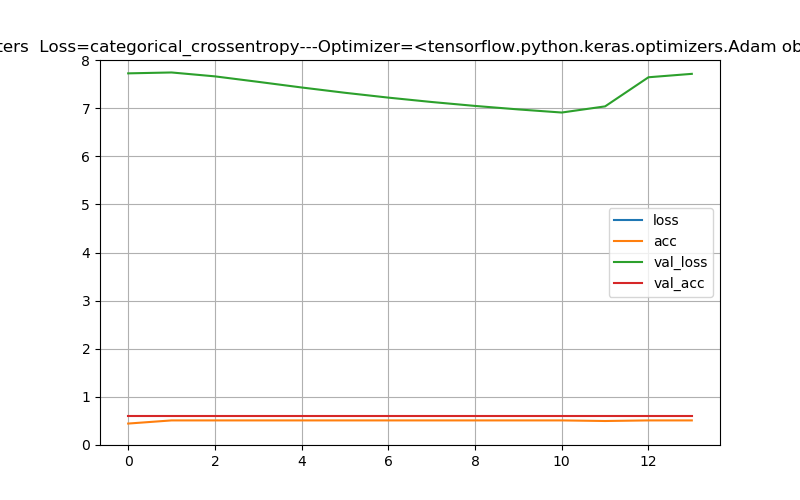 ters Loss=categorical_crossentropy---Optimizer=<tensorflow.python.keras.optimizers.Adam ob
8
7
6
5
4
3
2
1
0
loss
acc
val_loss
val_acc
0 2 4 6 8 10 12